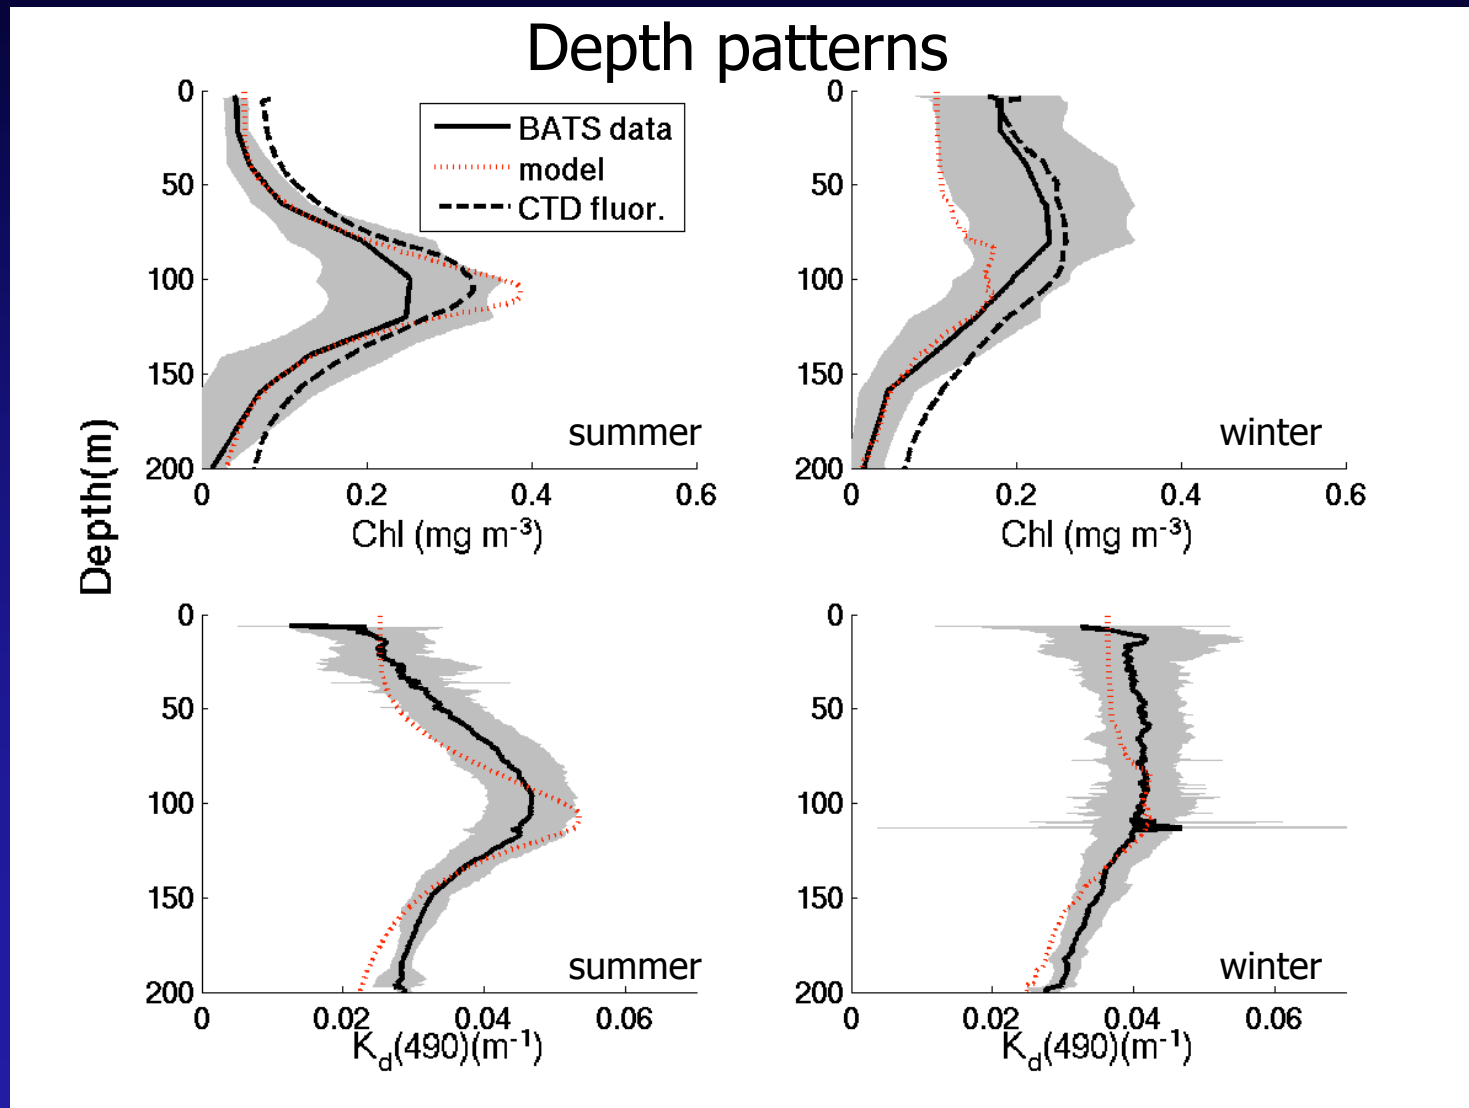 Depth patterns
0
50
100
150
200
0 0.2 0.4 0.6
Chl (mg m-3)
BATS data
model
CTD fluor.
summer
0
50
100
150
200
0 0.2 0.4 0.6
Chl (mg m-3)
winter
Depth(m)
0
50
100
150
200
0 0.02 0.04 0.06
Kd(490)(m-1)
summer
0
50
100
150
200
0 0.02 0.04 0.06
Kd(490)(m-1)
winter